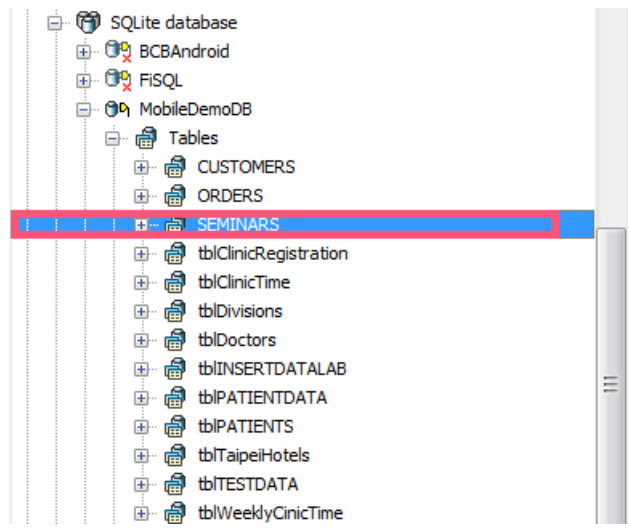 SQLite database
BCBAndroid
FiSQL
MobileDemoDB
Tables
CUSTOMERS
ORDERS
SEMINARS
tblClinicRegistration
tblClinicTime
tblDivisions
tblDoctors
tblINSERTDATALAB
tblPATIENTDATA
tblPATIENTS
tblTaipeiHotels
tblTESTDATA
tblWeeklyCinicTime